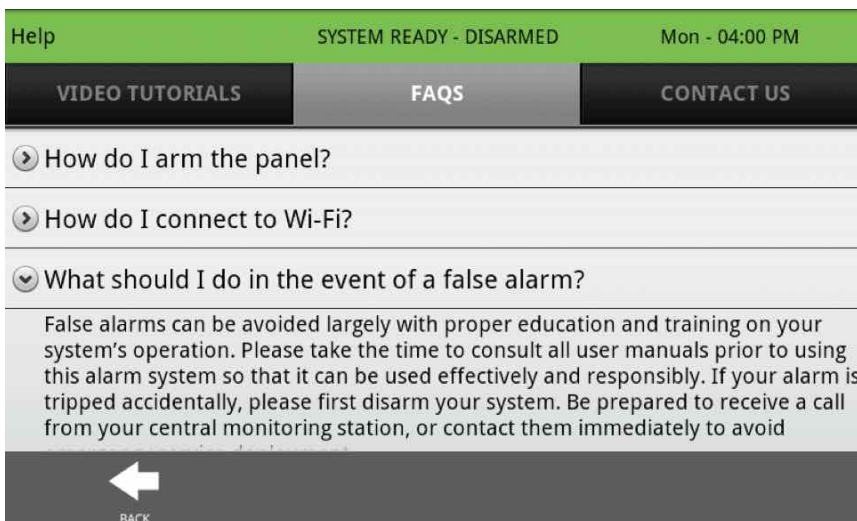 Help SYSTEM READY - DISARMED Mon - 04:00 PM
VIDEO TUTORIALS FAQS CONTACT US
How do I arm the panel?
How do I connect to Wi-Fi?
What should I do in the event of a false alarm?
False alarms can be avoided largely with proper education and training on your
system's operation. Please take the time to consult all user manuals prior to using
this alarm system so that it can be used effectively and responsibly. If your alarm is
tripped accidentally, please first disarm your system. Be prepared to receive a call
from your central monitoring station, or contact them immediately to avoid
BACK